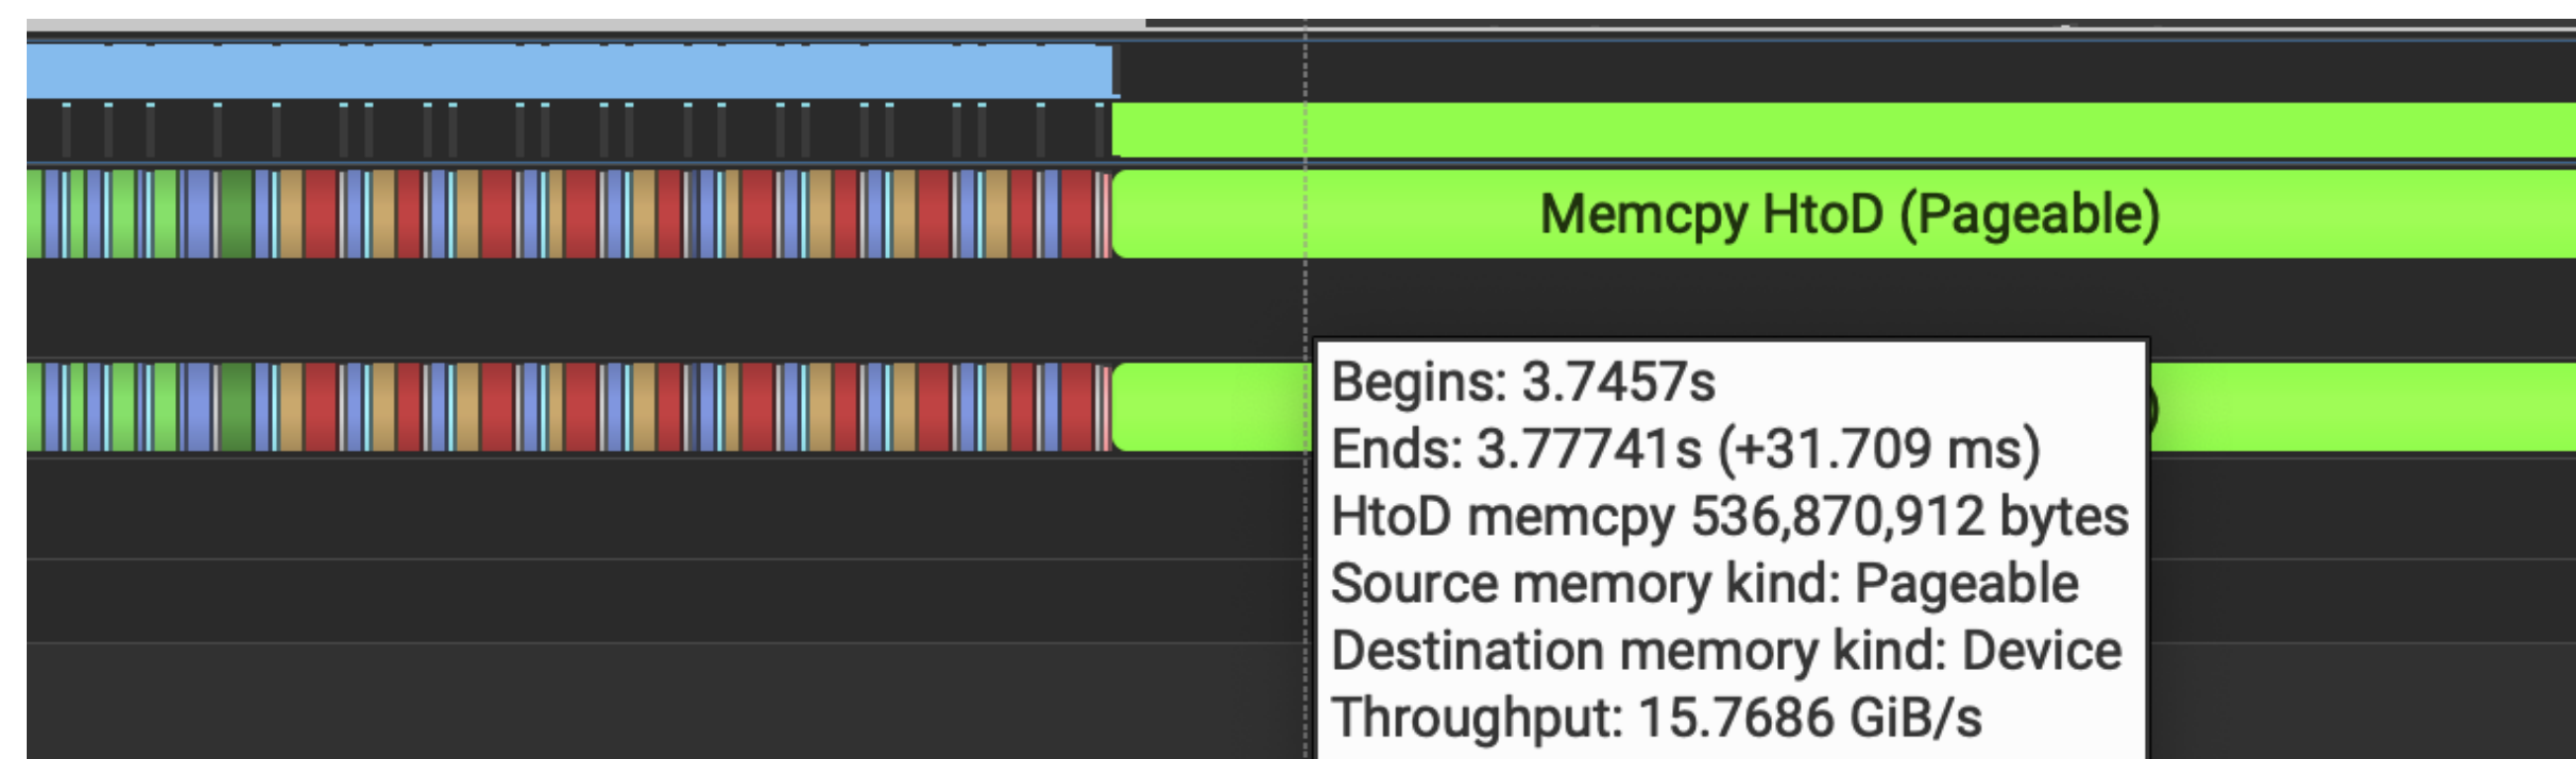 Memcpy HtoD (Pageable)
Begins: 3.7457s
Ends: 3.77741s (+31.709 ms)
HtoD memcpy 536,870,912 bytes
Source memory kind: Pageable
Destination memory kind: Device
Throughput: 15.7686 GiB/s